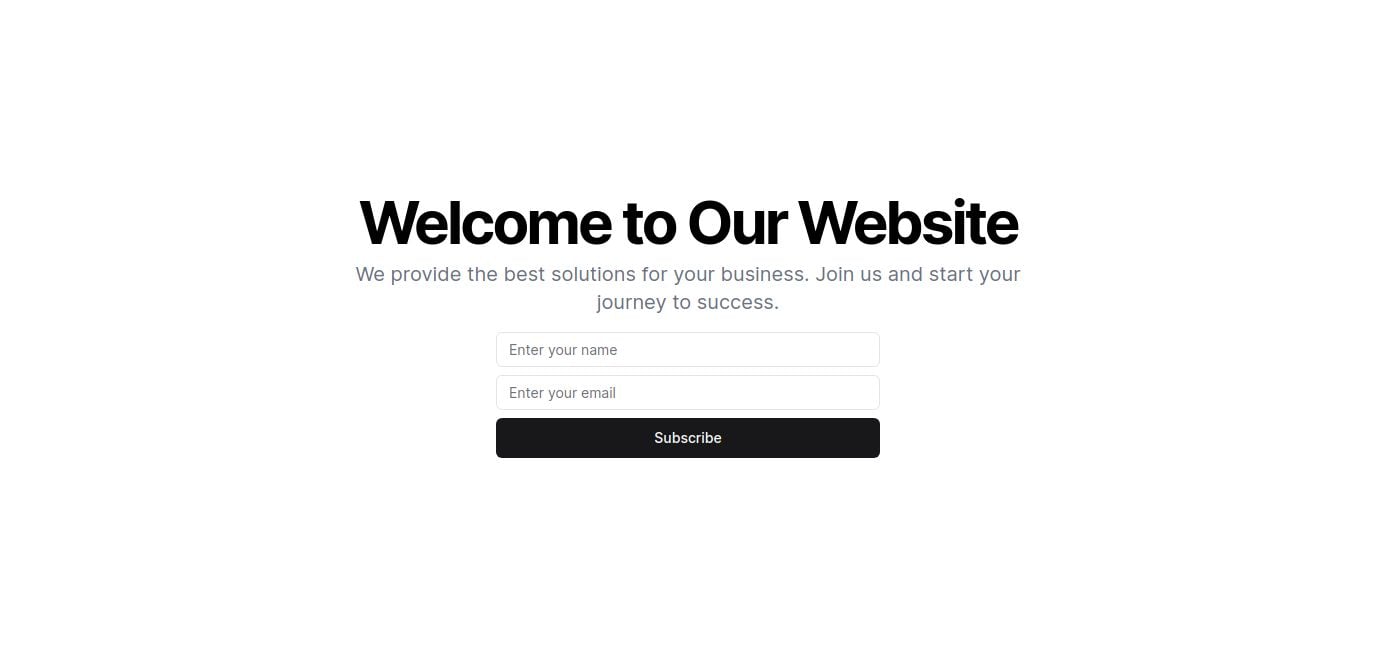 Welcome to Our Website
We provide the best solutions for your business. Join us and start your
journey to success.
Enter your name
Enter your email
Subscribe